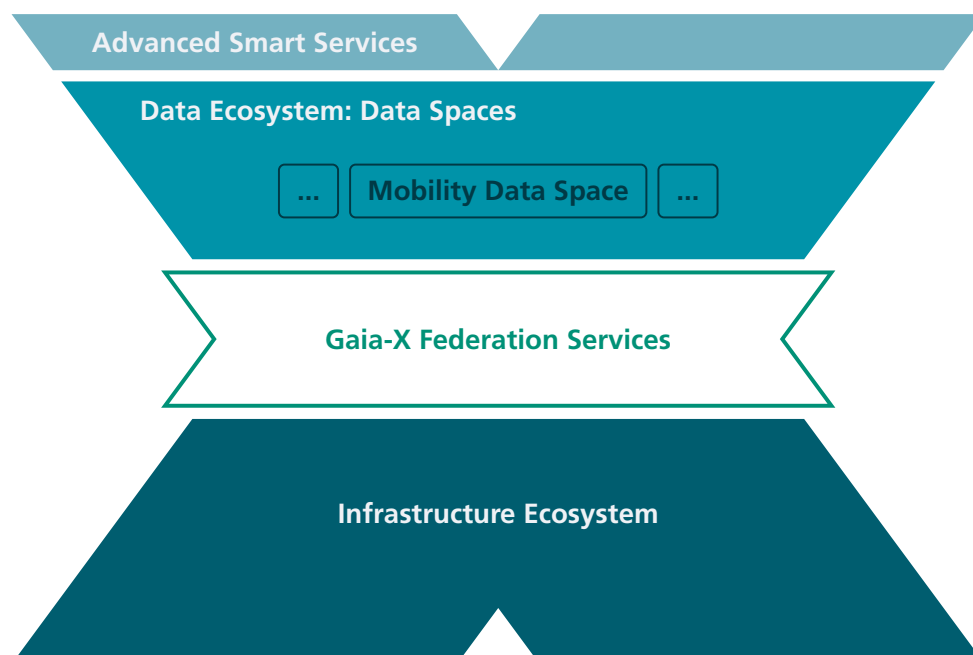 Advanced Smart Services
Data Ecosystem: Data Spaces
... Mobility Data Space ...
Gaia-X Federation Services
Infrastructure Ecosystem